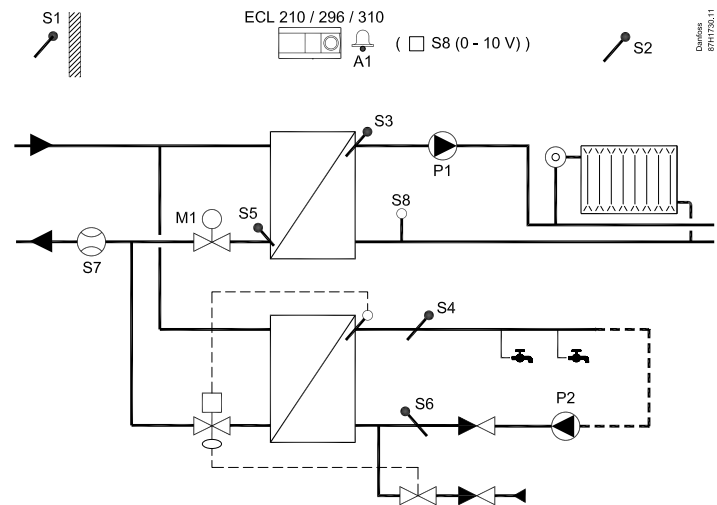 S1
ECL 210 / 296 / 310
A1
( □ S8 (0 - 10 V) )
S2
Danfoss
87H1730.11
S3
P1
M1
S5
S8
S7
S4
S6
P2